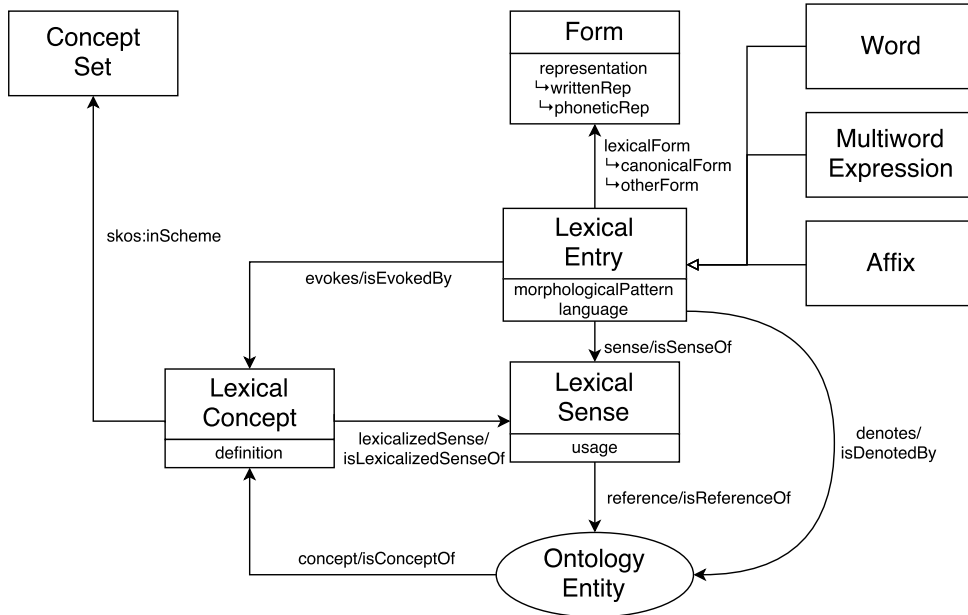 Concept
Set
Form
representation
↳writtenRep
↳phoneticRep
Word
lexicalForm
↳canonicalForm
↳otherForm
Multiword
Expression
skos:inScheme
Lexical
Entry
morphologicalPattern
language
Affix
evokes/isEvokedBy
sense/isSenseOf
Lexical
Concept
definition
lexicalizedSense/
isLexicalizedSenseOf
Lexical
Sense
usage
denotes/
isDenotedBy
reference/isReferenceOf
concept/isConceptOf
Ontology
Entity